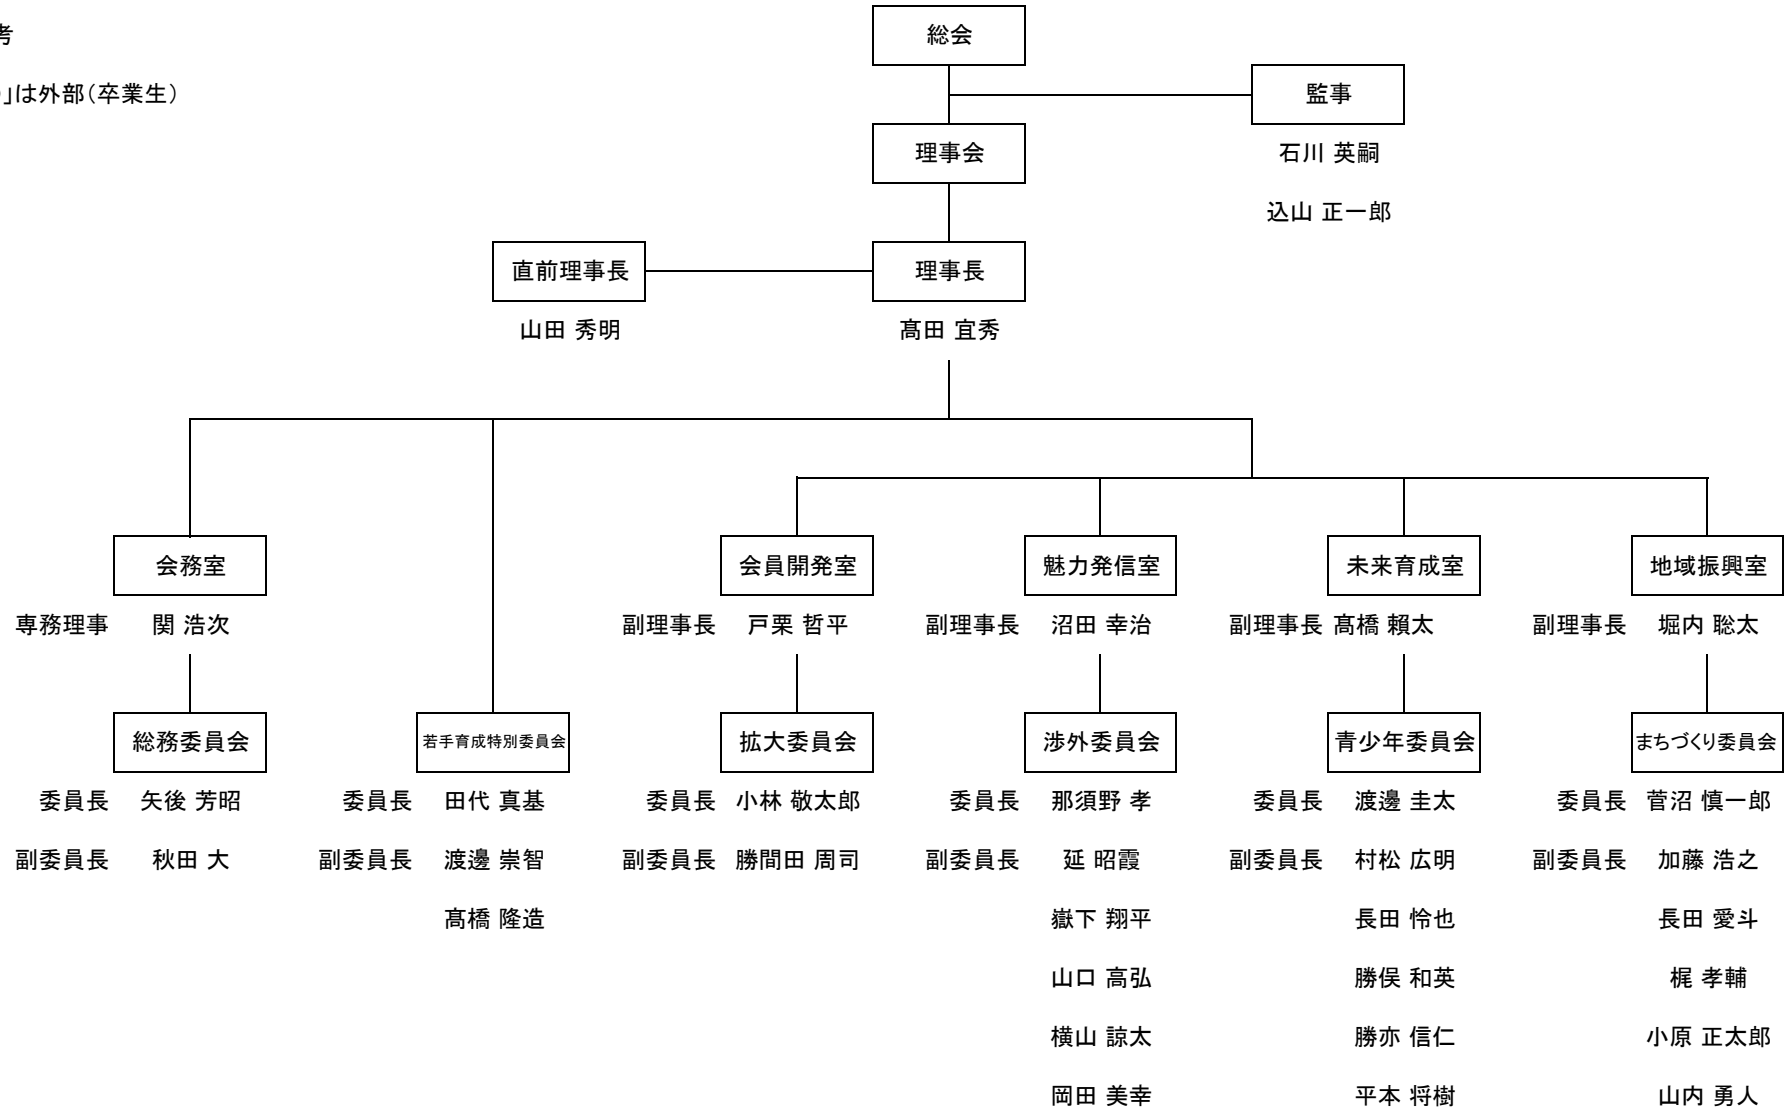 考
」は外部（卒業生）
総会
監事
理事会
石川 英嗣
込山 正一郎
直前理事長
理事長
山田 秀明
髙田 宜秀
会務室
会員開発室
魅力発信室
未来育成室
地域振興室
専務理事 関 浩次
副理事長 戸栗 哲平
副理事長 沼田 幸治
副理事長 髙橋 賴太
副理事長 堀内 聡太
総務委員会
若手育成特別委員会
拡大委員会
渉外委員会
青少年委員会
まちづくり委員会
委員長 矢後 芳昭
委員長 田代 真基
委員長 小林 敬太郎
委員長 那須野 孝
委員長 渡邊 圭太
委員長 菅沼 慎一郎
副委員長 秋田 大
副委員長 渡邊 崇智
副委員長 勝間田 周司
副委員長 延 昭霞
副委員長 村松 広明
副委員長 加藤 浩之
髙橋 隆造
嶽下 翔平
長田 怜也
長田 愛斗
山口 高弘
勝俣 和英
梶 孝輔
横山 諒太
勝亦 信仁
小原 正太郎
岡田 美幸
平本 将樹
山内 勇人